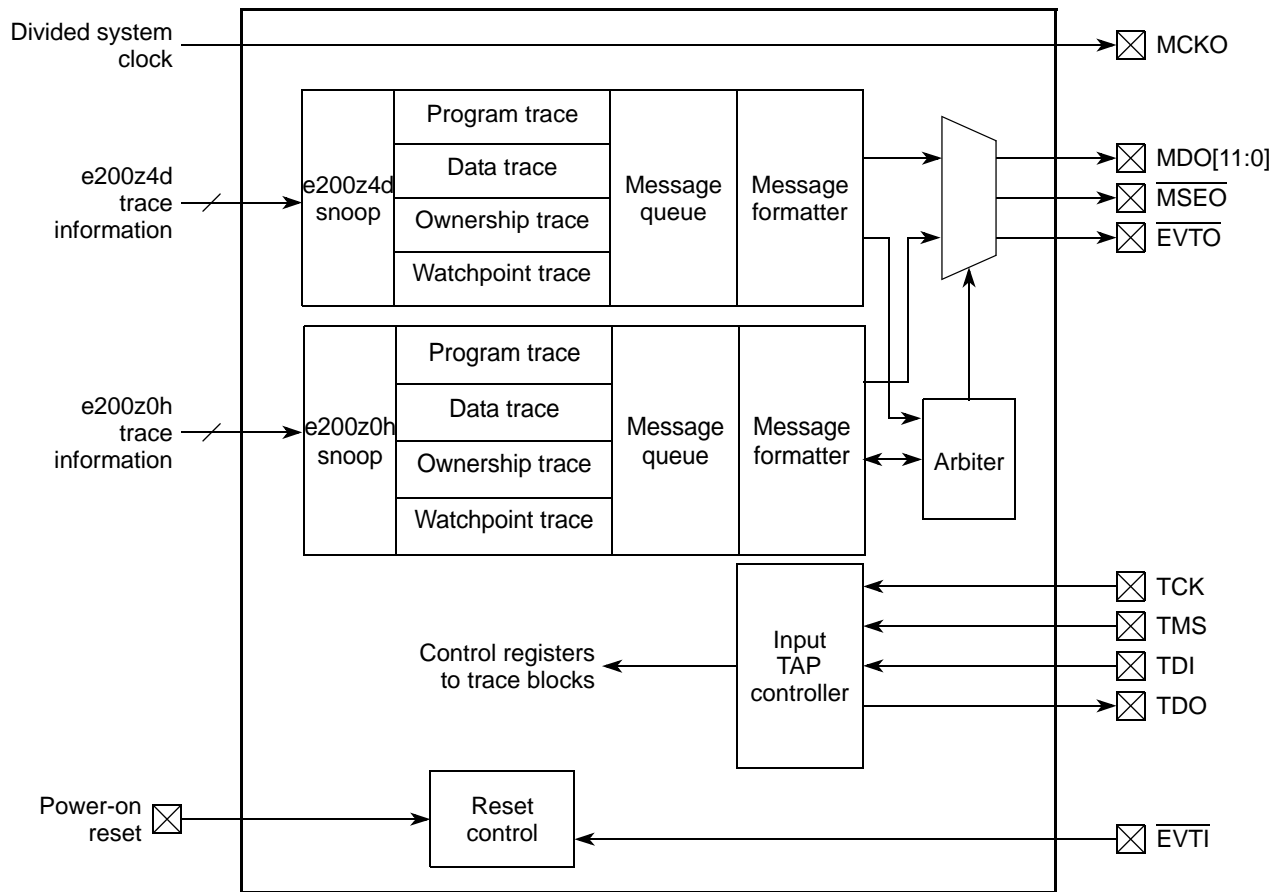 Divided system
clock
MCKO
Program trace
Data trace
Ownership trace
Watchpoint trace
e200z4d
snoop
Message
queue
Message
formatter
e200z4d
trace
information
MDO[11:0]
MSEO
EVTO
Program trace
Data trace
Ownership trace
Watchpoint trace
e200z0h
snoop
Message
queue
Message
formatter
e200z0h
trace
information
Arbiter
TCK
TMS
TDI
TDO
Input
TAP
controller
Control registers
to trace blocks
Power-on
reset
Reset
control
EVTI